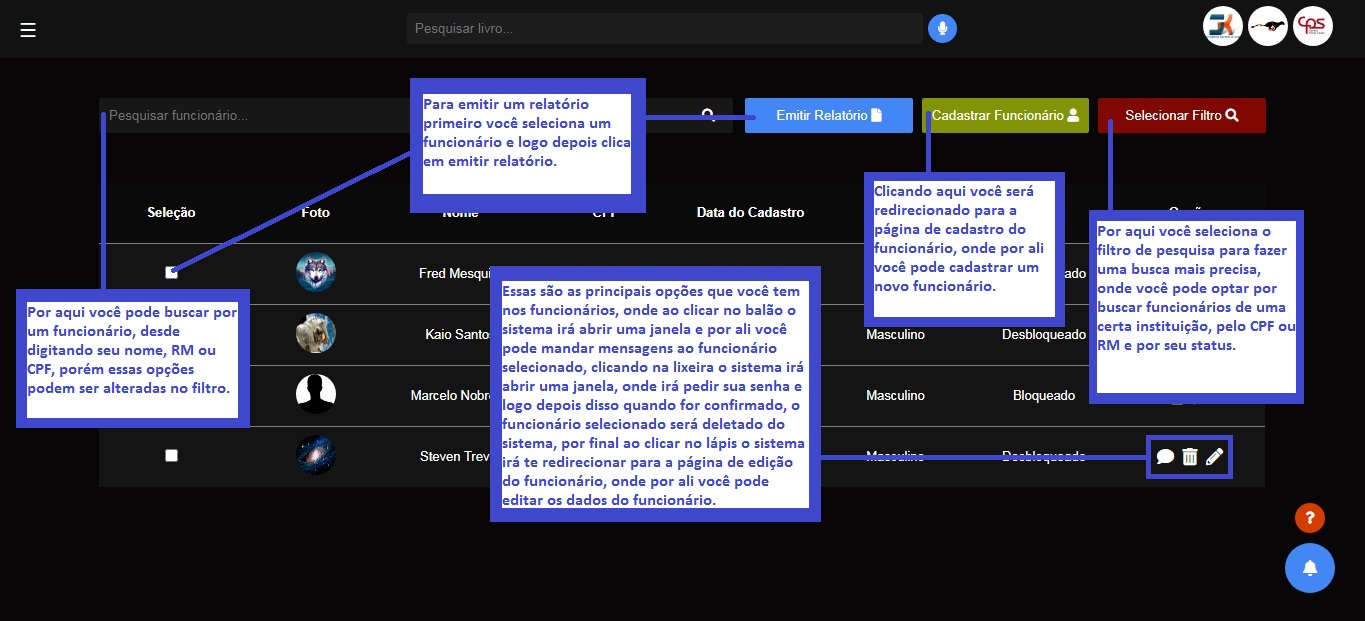 Pesquisar livro...
CPS
Pesquisar funcionário...
Emitir Relatório
Cadastrar Funcionário
Selecionar Filtro
Para emitir um relatório
primeiro você seleciona um
funcionário e logo depois clica
em emitir relatório.
Clicando aqui você será
redirecionado para a
página de cadastro do
funcionário, onde por ali
você pode cadastrar um
novo funcionário.
Por aqui você seleciona o
filtro de pesquisa para fazer
uma busca mais precisa,
onde você pode optar por
buscar funcionários de uma
certa instituição, pelo CPF ou
RM e por seu status.
Seleção Foto Nome CPF Data do Cadastro
Fred Mesqui
Por aqui você pode buscar por
um funcionário, desde
digitando seu nome, RM ou
CPF, porém essas opções
podem ser alteradas no filtro.
Essas são as principais opções que você tem
nos funcionários, onde ao clicar no balão o
sistema irá abrir uma janela e por ali você
pode mandar mensagens ao funcionário
selecionado, clicando na lixeira o sistema irá
abrir uma janela, onde irá pedir sua senha e
logo depois disso quando for confirmado, o
funcionário selecionado será deletado do
sistema, por final ao clicar no lápis o sistema
irá te redirecionar para a página de edição
do funcionário, onde por ali você pode
editar os dados do funcionário.
Kaio Santo Masculino Desbloqueado
Marcelo Nobre Masculino Bloqueado
Steven Trev Masculino Desbloqueado
?